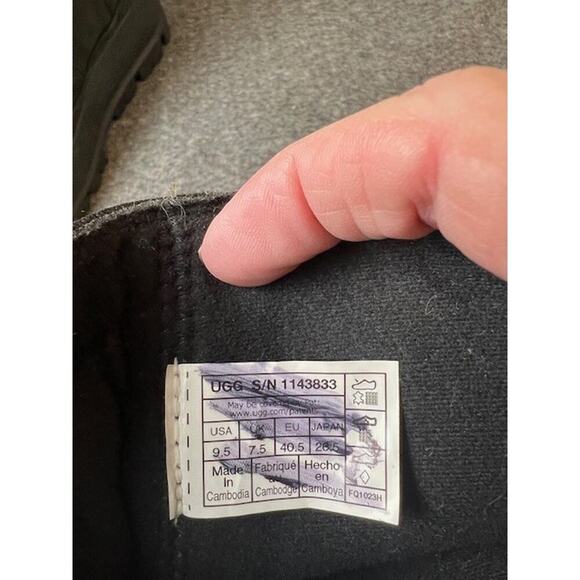 UGG S/N 1143833
May be covered by pat:
www.ugg.com/patents
USA UK EU JAPAN
9.5 7.5 40.5 26.5
Made In Cambodia
Fabriqué au Cambodge
Hecho en Camboya
FQ1023H